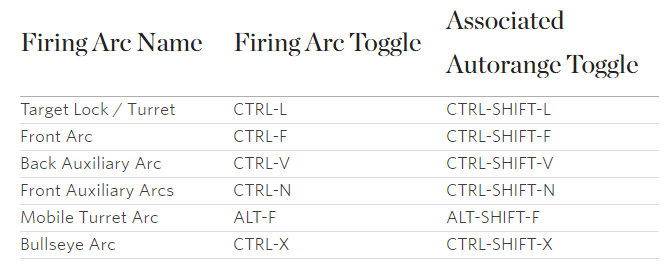 Firing Arc Name Firing Arc Toggle Associated Autorange Toggle
Target Lock / Turret CTRL-L CTRL-SHIFT-L
Front Arc CTRL-F CTRL-SHIFT-F
Back Auxiliary Arc CTRL-V CTRL-SHIFT-V
Front Auxiliary Arcs CTRL-N CTRL-SHIFT-N
Mobile Turret Arc ALT-F ALT-SHIFT-F
Bullseye Arc CTRL-X CTRL-SHIFT-X